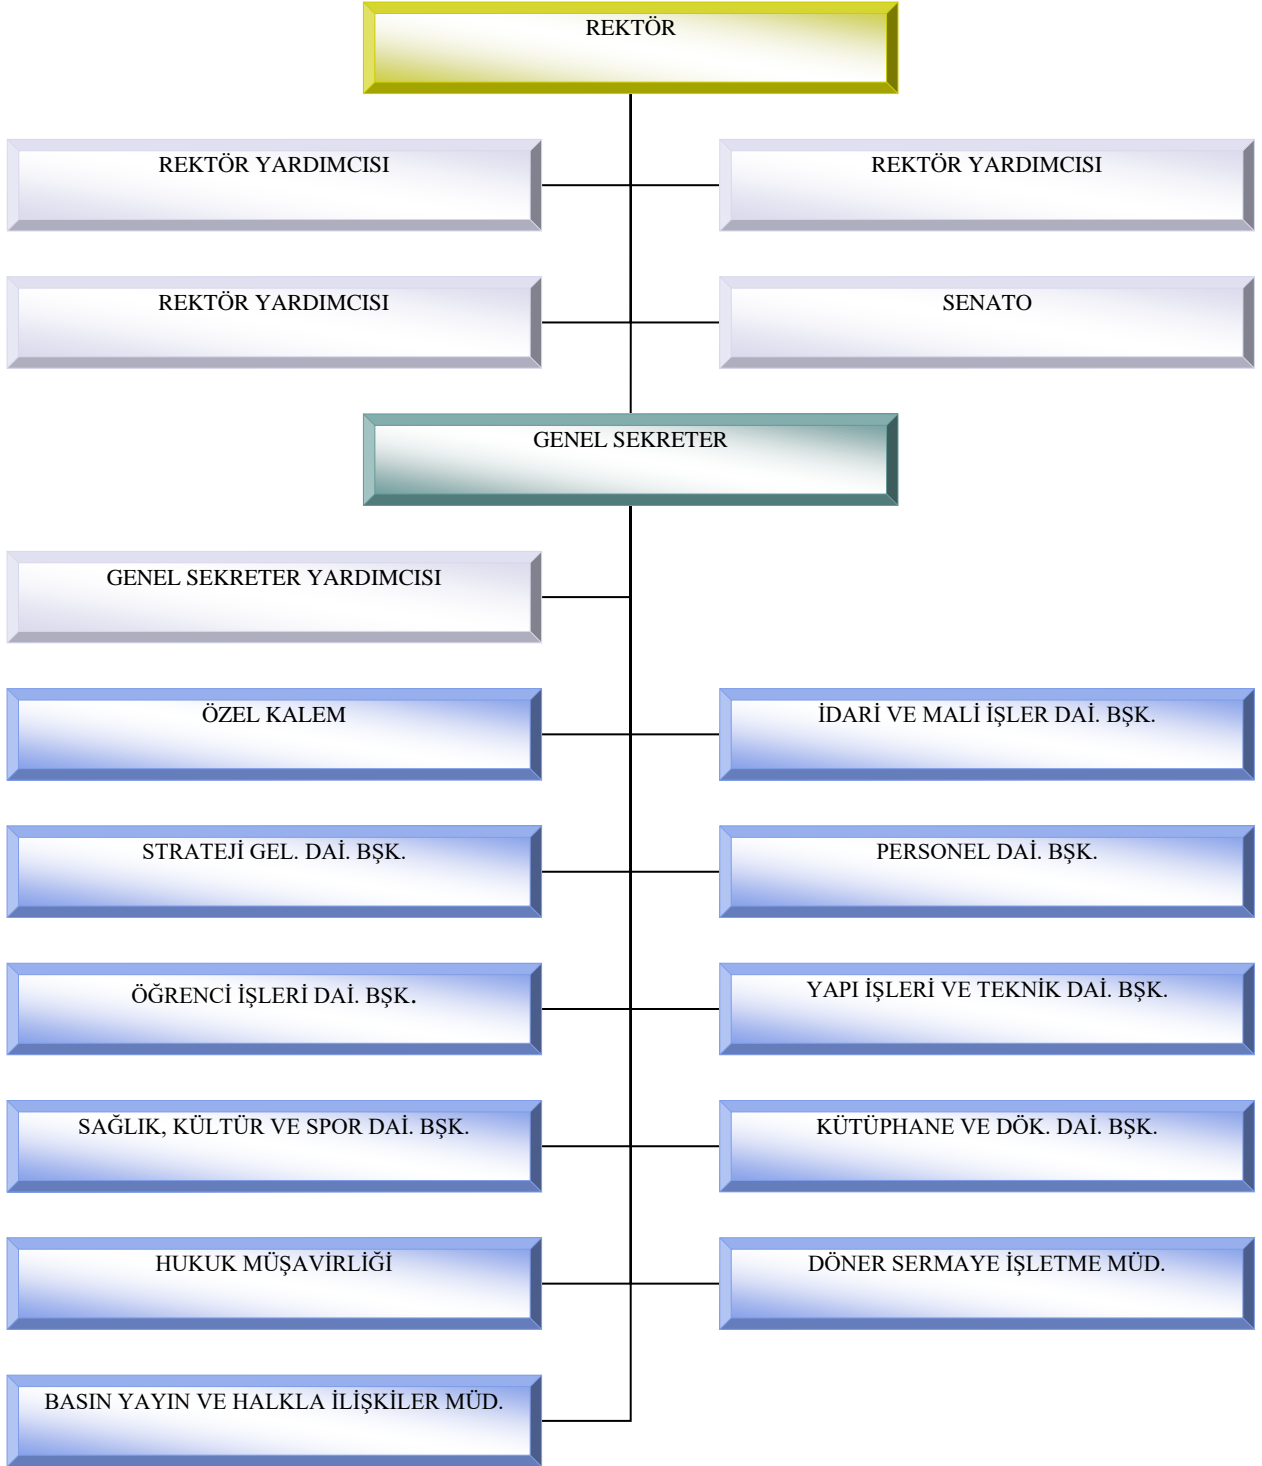 REKTÖR
REKTÖR YARDIMCISI
REKTÖR YARDIMCISI
REKTÖR YARDIMCISI
SENATO
GENEL SEKRETER
GENEL SEKRETER YARDIMCISI
ÖZEL KALEM
İDARİ VE MALİ İŞLER DAİ. BŞK.
STRATEJİ GEL. DAİ. BŞK.
PERSONEL DAİ. BŞK.
ÖĞRENCİ İŞLERİ DAİ. BŞK.
YAPI İŞLERİ VE TEKNİK DAİ. BŞK.
SAĞLIK, KÜLTÜR VE SPOR DAİ. BŞK.
KÜTÜPHANE VE DÖK. DAİ. BŞK.
HUKUK MÜŞAVİRLİĞİ
DÖNER SERMAYE İŞLETME MÜD.
BASIN YAYIN VE HALKLA İLİŞKİLER MÜD.